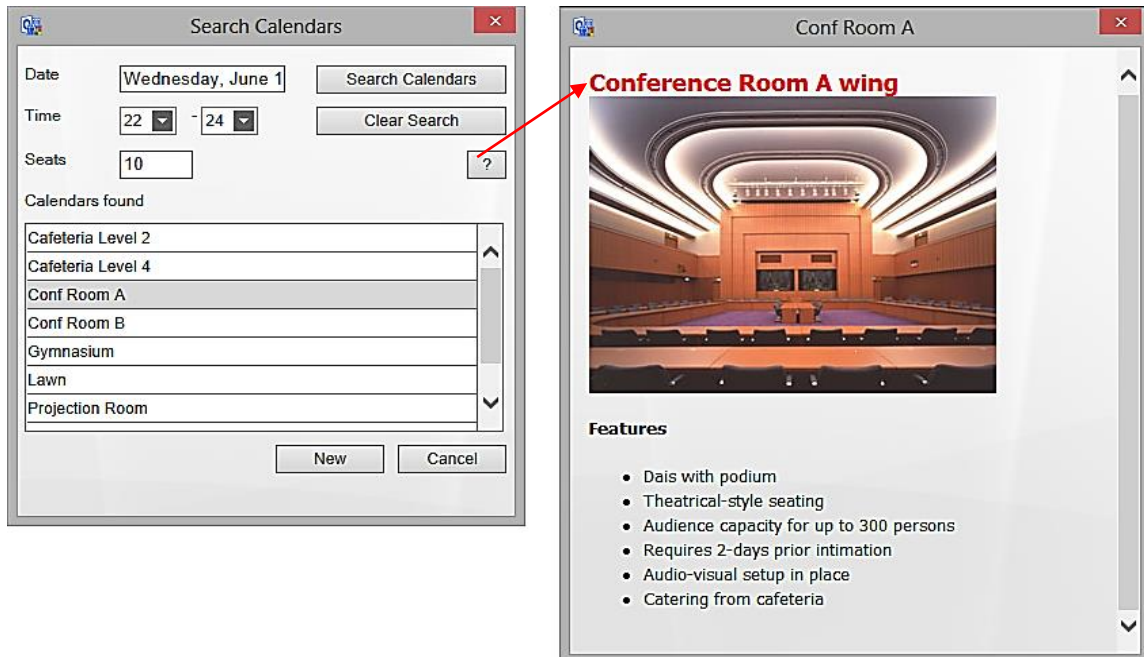 Search Calendars
Date
Wednesday, June 1
Search Calendars
Time
22
- 24
Clear Search
Seats
10
?
Calendars found
Cafeteria Level 2
Cafeteria Level 4
Conf Room A
Conf Room B
Gymnasium
Lawn
Projection Room
New
Cancel
Conf Room A
Conference Room A wing
Features
• Dais with podium
• Theatrical-style seating
• Audience capacity for up to 300 persons
• Requires 2-days prior intimation
• Audio-visual setup in place
• Catering from cafeteria